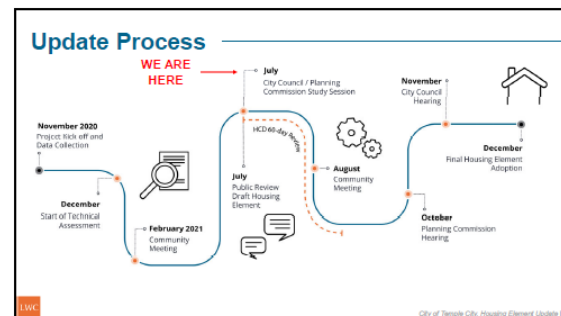 Update Process
WE ARE
HERE
July
City Council / Planning
Commission Study Session
November
City Council
Hearing
November 2020
Project Kick off and
Data Collection
HCD 60-day Review
December
Final Housing Element
Adoption
December
Start of Technical
Assessment
July
Public Review
Draft Housing
Element
August
Community
Meeting
February 2021
Community
Meeting
October
Planning Commission
Hearing
LWC
City of Temple City, Housing Element Update